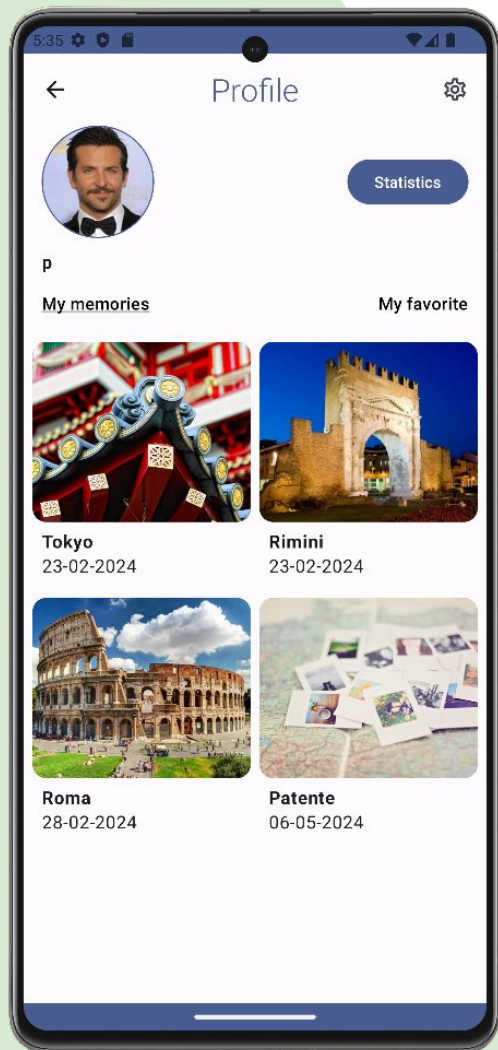 5:35
Profile
Statistics
p
My memories
My favorite
Tokyo
23-02-2024
Rimini
23-02-2024
Roma
28-02-2024
Patente
06-05-2024